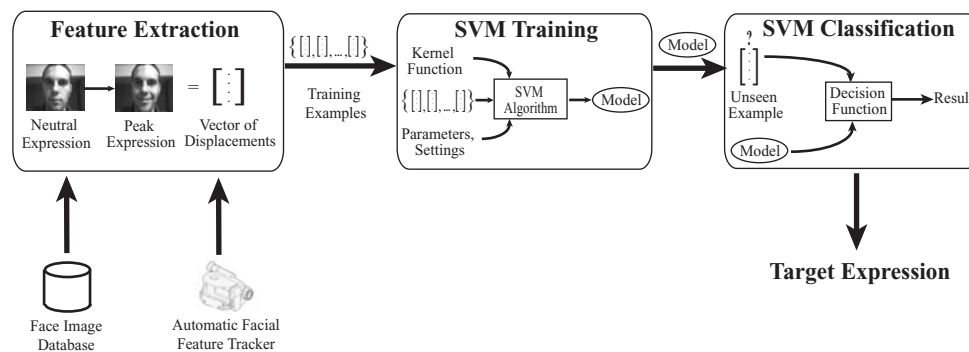 Feature Extraction
Neutral
Expression
Peak
Expression
=
Vector of
Displacements
Face Image
Database
Automatic Facial
Feature Tracker
{[⋮],[⋮],...,[⋮]}
Training
Examples
SVM Training
Kernel
Function
{[⋮],[⋮],...,[⋮]}
Parameters,
Settings
SVM
Algorithm
Model
Model
SVM Classification
?
Unseen
Example
Model
Decision
Function
Resul
Target Expression